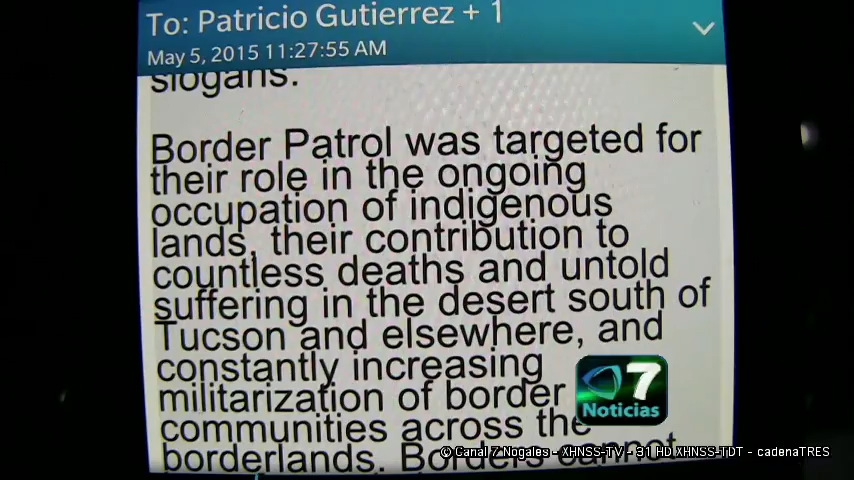 To: Patricio Gutierrez + 1
May 5, 2015 11:27:55 AM
slogans.
Border Patrol was targeted for
their role in the ongoing
occupation of indigenous
lands, their contribution to
countless deaths and untold
suffering in the desert south of
Tucson and elsewhere, and
constantly increasing
militarization of border
communities across the
borderlands. Borders cannot
7
Noticias
© Canal 7 Nogales - XHNSS-TV - 31 HD XHNSS-TDT - cadenaTRES